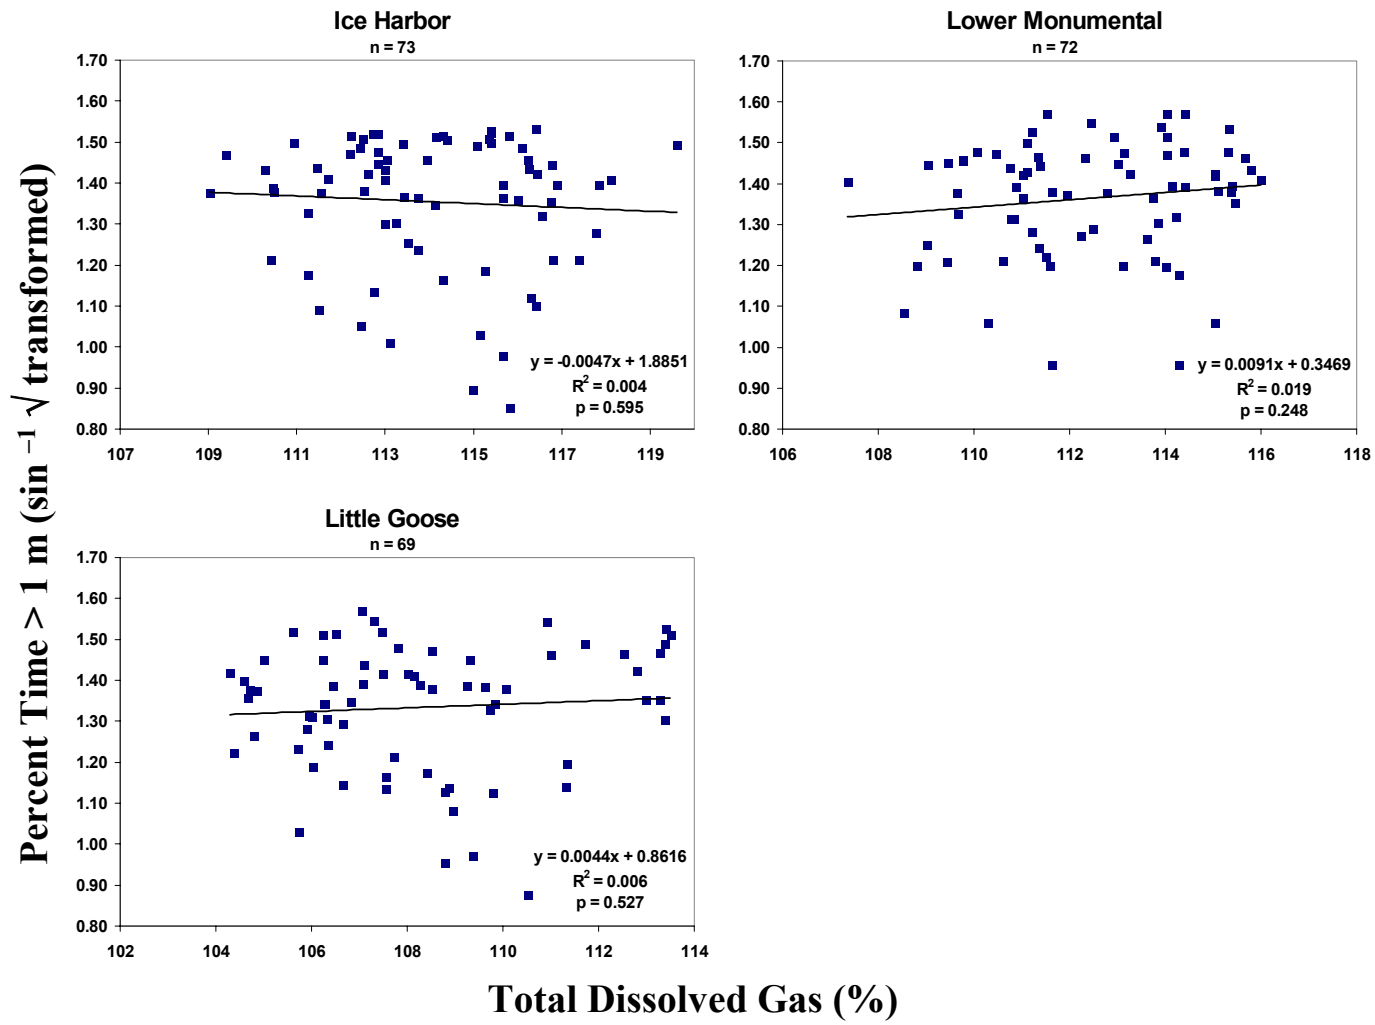 Ice Harbor
n = 73
1.70
1.60
1.50
1.40
1.30
1.20
1.10
1.00
0.90
0.80
y = -0.0047x + 1.8851
R² = 0.004
p = 0.595
107 109 111 113 115 117 119
Lower Monumental
n = 72
1.70
1.60
1.50
1.40
1.30
1.20
1.10
1.00
0.90
0.80
y = 0.0091x + 0.3469
R² = 0.019
p = 0.248
106 108 110 112 114 116 118
Little Goose
n = 69
1.70
1.60
1.50
1.40
1.30
1.20
1.10
1.00
0.90
0.80
y = 0.0044x + 0.8616
R² = 0.006
p = 0.527
102 104 106 108 110 112 114
Percent Time > 1 m (sin ⁻¹ √ transformed)
Total Dissolved Gas (%)